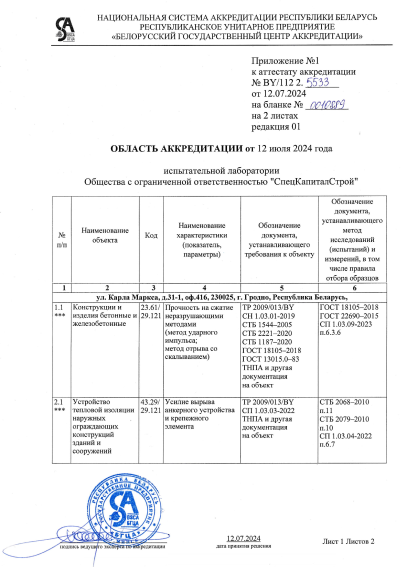 НАЦИОНАЛЬНАЯ СИСТЕМА АККРЕДИТАЦИИ РЕСПУБЛИКИ БЕЛАРУСЬ
РЕСПУБЛИКАНСКОЕ УНИТАРНОЕ ПРЕДПРИЯТИЕ
«БЕЛОРУССКИЙ ГОСУДАРСТВЕННЫЙ ЦЕНТР АККРЕДИТАЦИИ»
Приложение №1
к аттестату аккредитации
№ BY/112 2. 5533
от 12.07.2024
на бланке №
на 2 листах
редакция 01
ОБЛАСТЬ АККРЕДИТАЦИИ от 12 июля 2024 года
испытательной лаборатории
Общества с ограниченной ответственностью "СпецКапиталСтрой"
№ п/п
Наименование объекта
Код
Наименование характеристики (показатель, параметры)
Обозначение документа, устанавливающего требования к объекту
Обозначение документа, устанавливающего метод исследований (испытаний) и измерений, в том числе правила отбора образцов
1 2 3 4 5 6
ул. Карла Маркса, д.31-1, оф.416, 230025, г. Гродно, Республика Беларусь,
1.1 ***
Конструкции и изделия бетонные и железобетонные
23.61/ 29.121
Прочность на сжатие неразрушающими методами (метод ударного импульса; метод отрыва со скалыванием)
ТР 2009/013/BY
СН 1.03.01-2019
СТБ 1544–2005
СТБ 2221–2020
СТБ 1187–2020
ГОСТ 18105–2018
ГОСТ 13015.0–83
ТНПА и другая документация на объект
ГОСТ 18105–2018
ГОСТ 22690–2015
СП 1.03.09-2023
п.6.3.6
2.1 ***
Устройство тепловой изоляции наружных ограждающих конструкций зданий и сооружений
43.29/ 29.121
Усилие вырыва анкерного устройства и крепежного элемента
ТР 2009/013/BY
СП 1.03.03-2022
ТНПА и другая документация на объект
СТБ 2068–2010
п.11
СТБ 2079–2010
п.10
СП 1.03.04-2022
п.6.7
подпись ведущего эксперта по аккредитации
12.07.2024
дата принятия решения
Лист 1 Листов 2